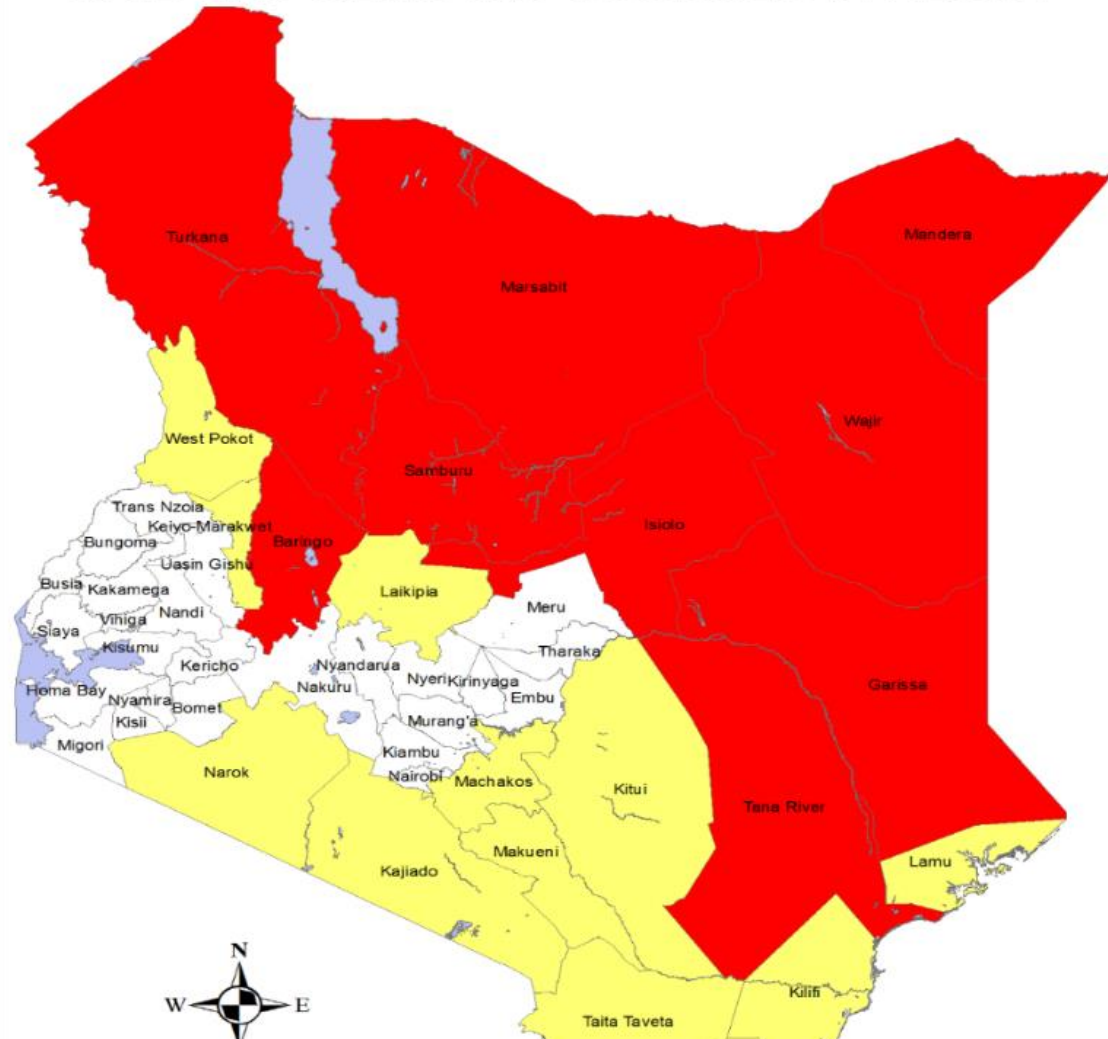 Turkana
Mandera
Marsabit
Wajir
West Pokot
Samburu
Isiolo
Trans Nzoia
Keiyo-Marakwet
Bungoma
Baringo
Uasin Gishu
Busia
Kakamega
Laikipia
Nandi
Meru
Siaya
Vihiga
Kisumu
Tharaka
Kericho
Nyandarua
Nyeri
Kirinyaga
Garissa
Homa Bay
Nyamira
Nakuru
Embu
Bomet
Kisii
Murang'a
Migori
Kiambu
Narok
Nairobi
Machakos
Kitui
Tana River
Makueni
Lamu
Kajiado
N
W
E
Kilifi
Taita Taveta